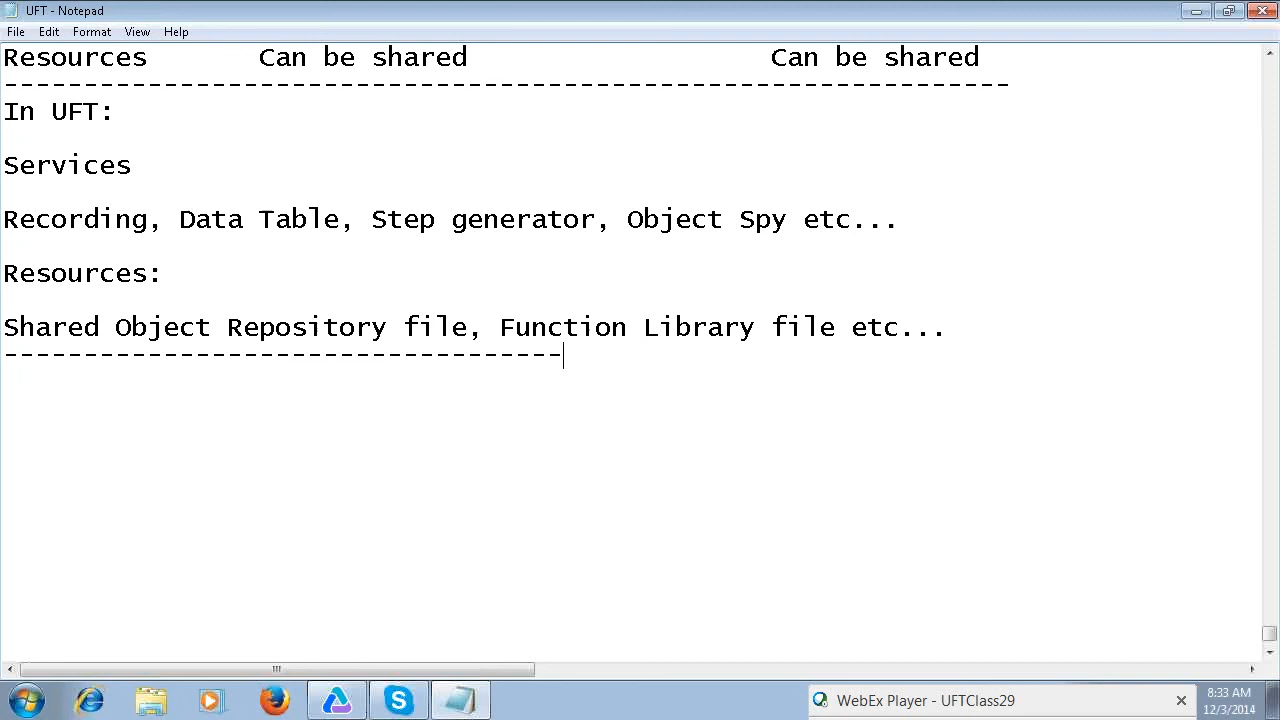 UFT - Notepad
File Edit Format View Help
Resources Can be shared Can be shared
---------------------------------------------------------------
In UFT:
Services
Recording, Data Table, Step generator, Object Spy etc...
Resources:
Shared Object Repository file, Function Library file etc...
-----------------------------------
WebEx Player - UFTClass29
8:33 AM
12/3/2014